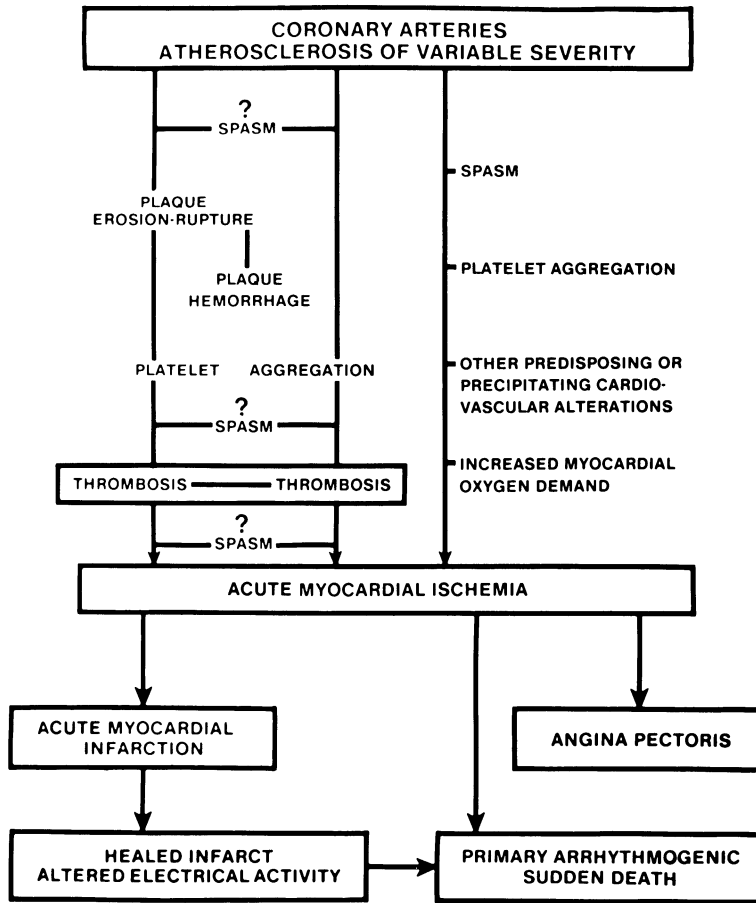 CORONARY ARTERIES
ATHEROSCLEROSIS OF VARIABLE SEVERITY
?
SPASM
SPASM
PLAQUE
EROSION-RUPTURE
PLAQUE
HEMORRHAGE
PLATELET AGGREGATION
PLATELET AGGREGATION
OTHER PREDISPOSING OR
PRECIPITATING CARDIO-
VASCULAR ALTERATIONS
?
SPASM
INCREASED MYOCARDIAL
OXYGEN DEMAND
THROMBOSIS THROMBOSIS
?
SPASM
ACUTE MYOCARDIAL ISCHEMIA
ACUTE MYOCARDIAL
INFARCTION
ANGINA PECTORIS
HEALED INFARCT
ALTERED ELECTRICAL ACTIVITY
PRIMARY ARRHYTHMOGENIC
SUDDEN DEATH